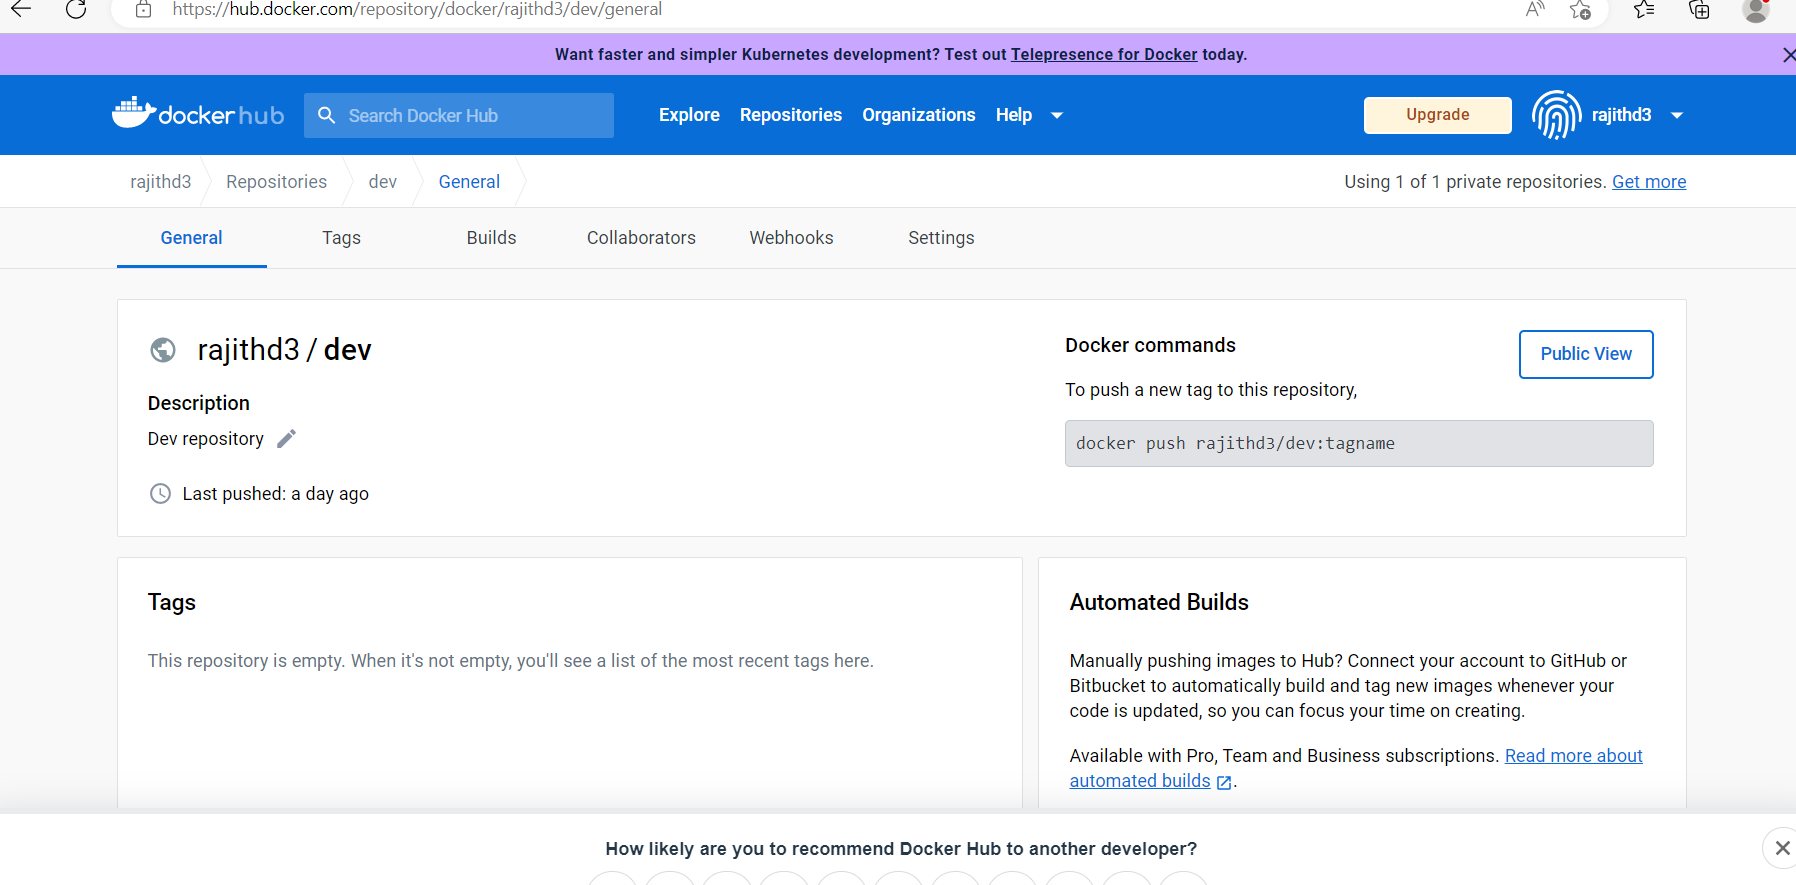 https://hub.docker.com/repository/docker/rajithd3/dev/general
Want faster and simpler Kubernetes development? Test out Telepresence for Docker today.
docker hub
Search Docker Hub
Explore
Repositories
Organizations
Help
Upgrade
rajithd3
rajithd3
Repositories
dev
General
Using 1 of 1 private repositories. Get more
General
Tags
Builds
Collaborators
Webhooks
Settings
rajithd3 / dev
Description
Dev repository
Last pushed: a day ago
Docker commands
Public View
To push a new tag to this repository,
docker push rajithd3/dev:tagname
Tags
This repository is empty. When it's not empty, you'll see a list of the most recent tags here.
Automated Builds
Manually pushing images to Hub? Connect your account to GitHub or
Bitbucket to automatically build and tag new images whenever your
code is updated, so you can focus your time on creating.
Available with Pro, Team and Business subscriptions. Read more about
automated builds .
How likely are you to recommend Docker Hub to another developer?